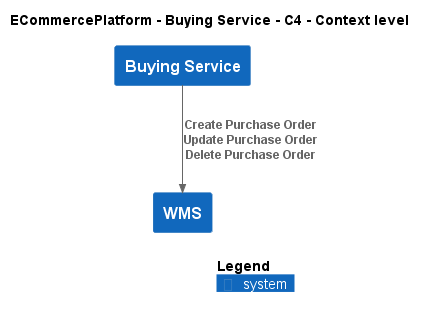 ECommercePlatform - Buying Service - C4 - Context level
Buying Service
Create Purchase Order
Update Purchase Order
Delete Purchase Order
WMS
Legend
system